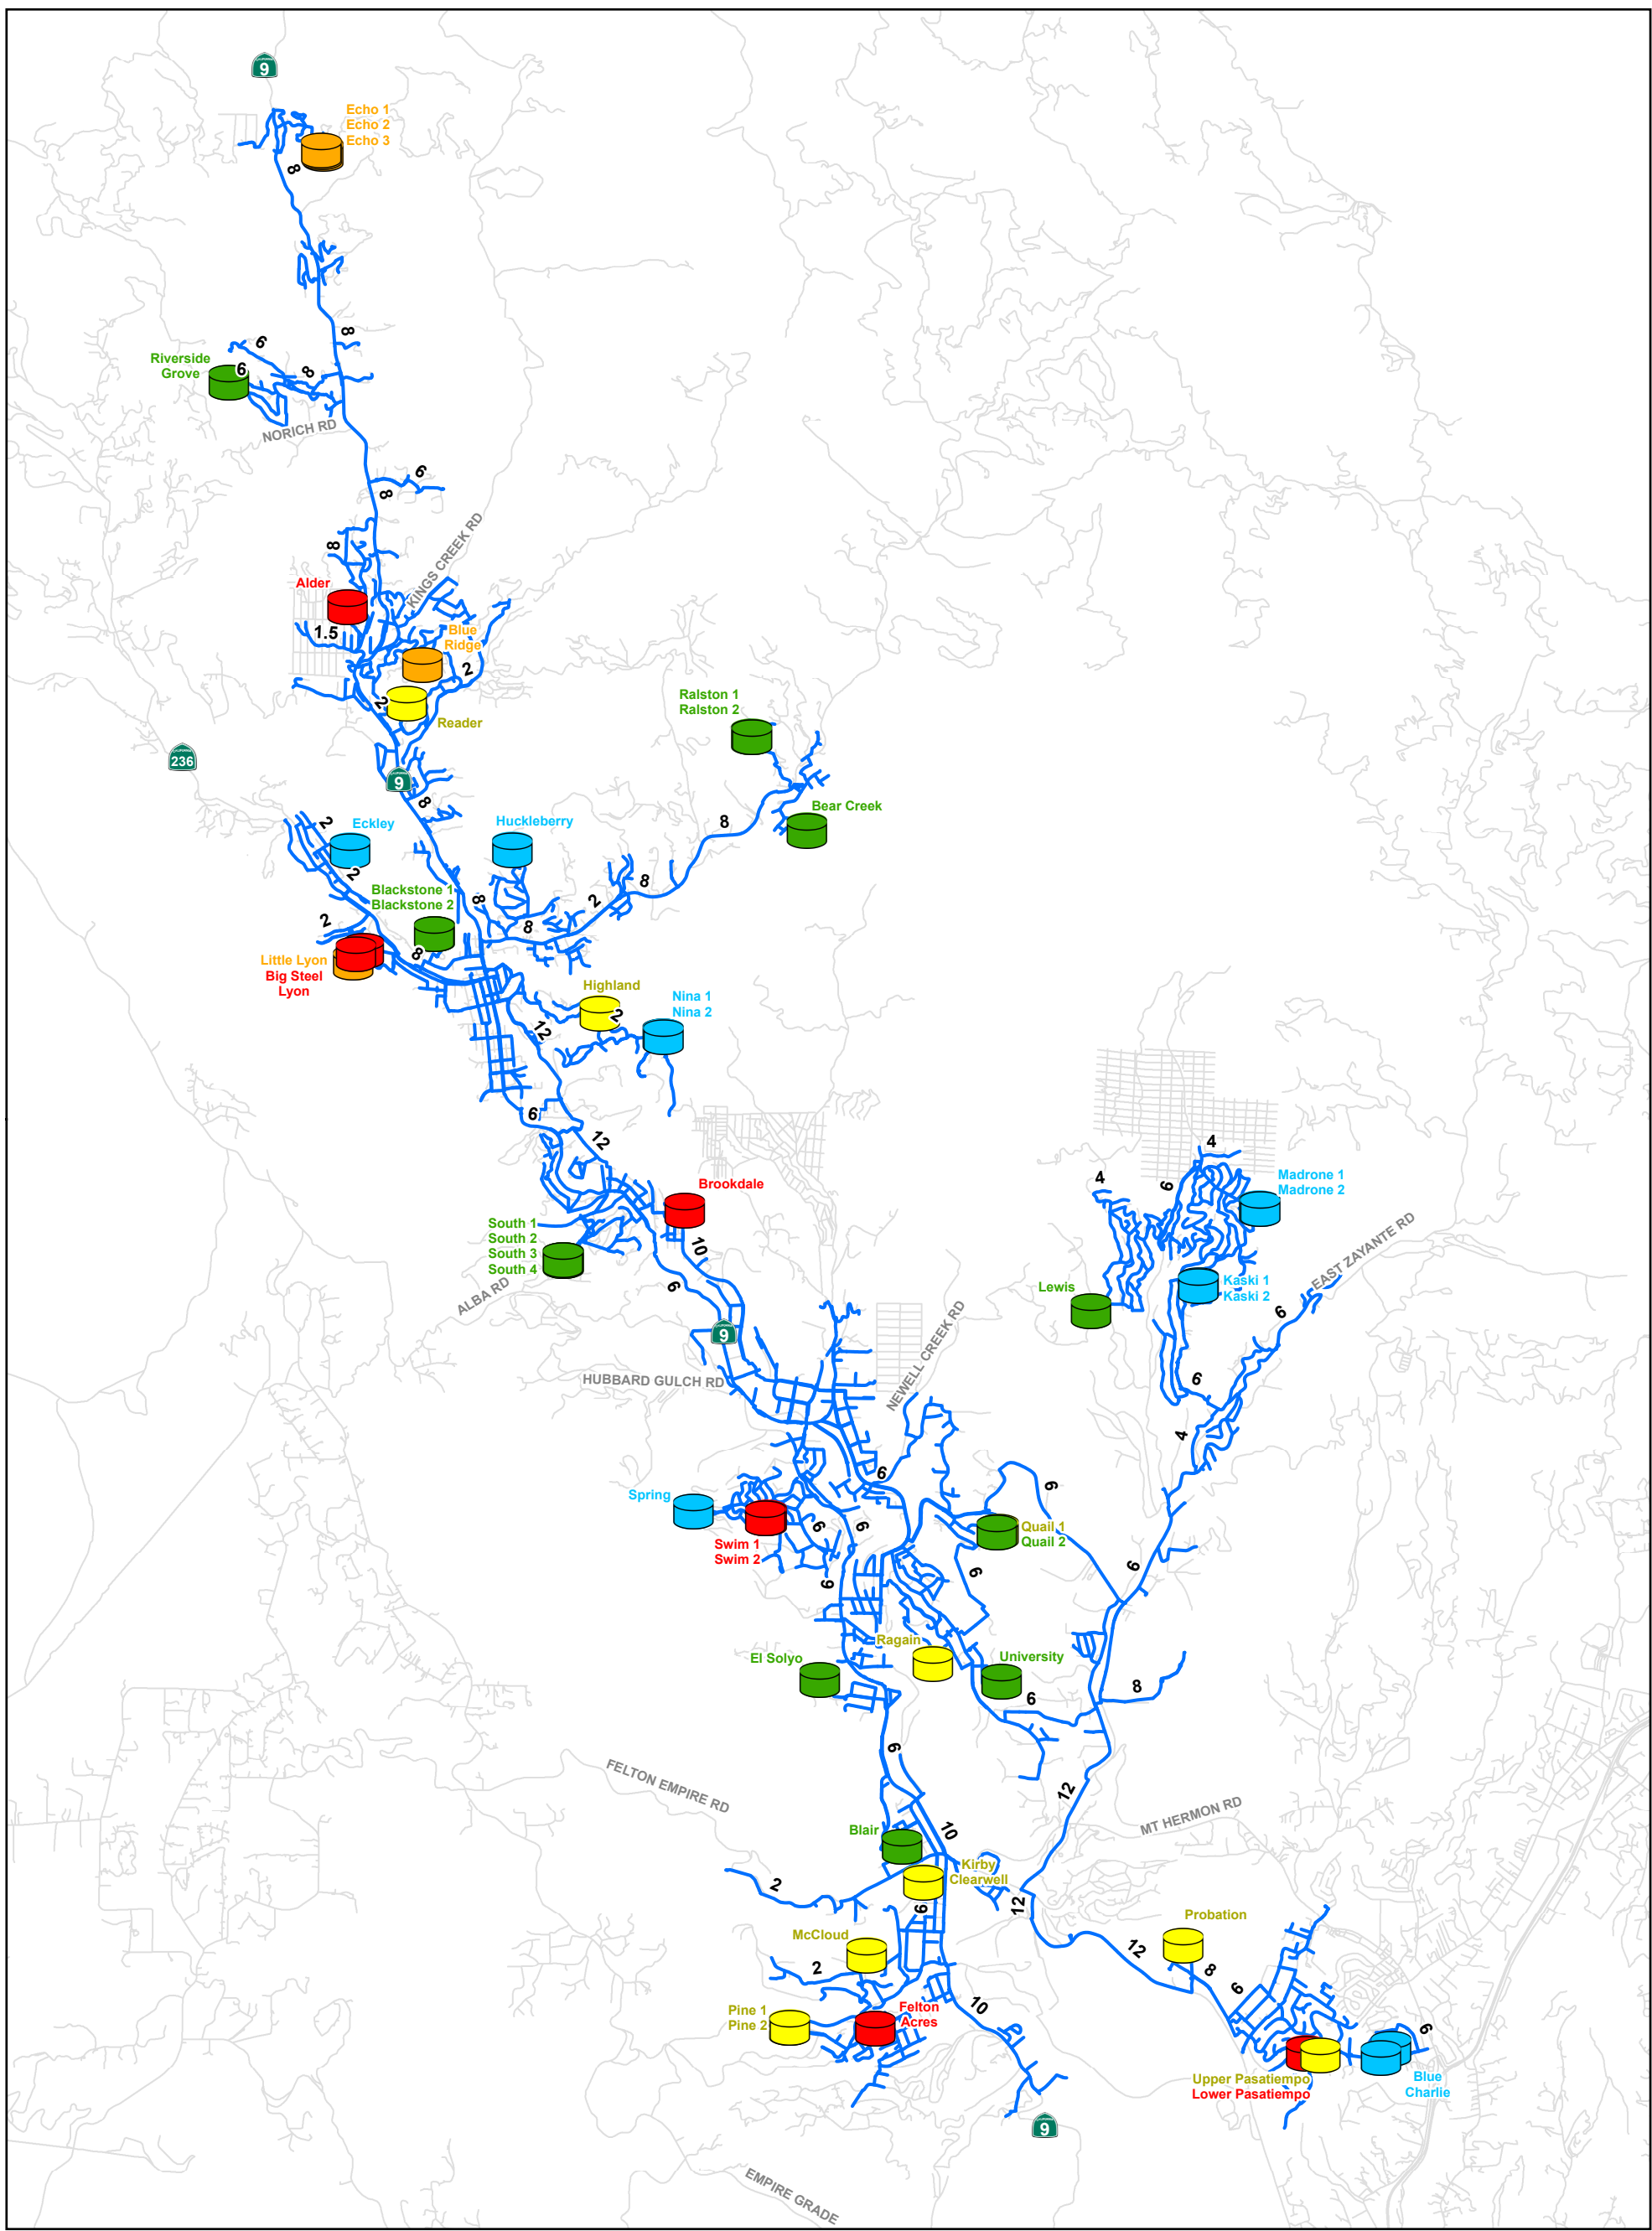 CALIFORNIA
9
Echo 1
Echo 2
Echo 3
8
8
6
Riverside
Grove
6
8
NORICH RD
6
8
8
KINGS CREEK RD
Alder
1.5
Blue
Ridge
2
2
Reader
Ralston 1
Ralston 2
236
9
8
Bear Creek
8
2
Eckley
Huckleberry
2
8
Blackstone 1
Blackstone 2
8
2
2
8
8
Little Lyon
Big Steel
Lyon
Highland
2
Nina 1
Nina 2
12
6
12
4
4
6
Madrone 1
Madrone 2
Brookdale
South 1
South 2
South 3
South 4
10
6
ALBA RD
EAST ZAYANTE RD
Lewis
Kaski 1
Kaski 2
6
9
NEWELL CREEK RD
HUBBARD GULCH RD
6
4
6
6
Spring
6
6
Quail 1
Quail 2
Swim 1
Swim 2
6
6
6
Ragain
El Solyo
University
6
8
6
FELTON EMPIRE RD
12
MT HERMON RD
Blair
10
Kirby
Clearwell
2
6
12
McCloud
Probation
2
12
8
6
Pine 1
Pine 2
Felton
Acres
10
6
Upper Pasatiempo
Lower Pasatiempo
Blue
Charlie
9
EMPIRE GRADE